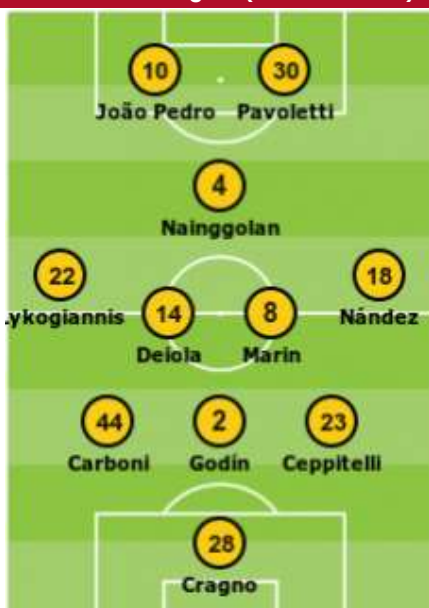 10 30
João Pedro Pavoletti
4
Nainggolan
22 18
ykogiannis Nández
14 8
Deiola Marin
44 2 23
Carboni Godín Ceppitelli
28
Cragno